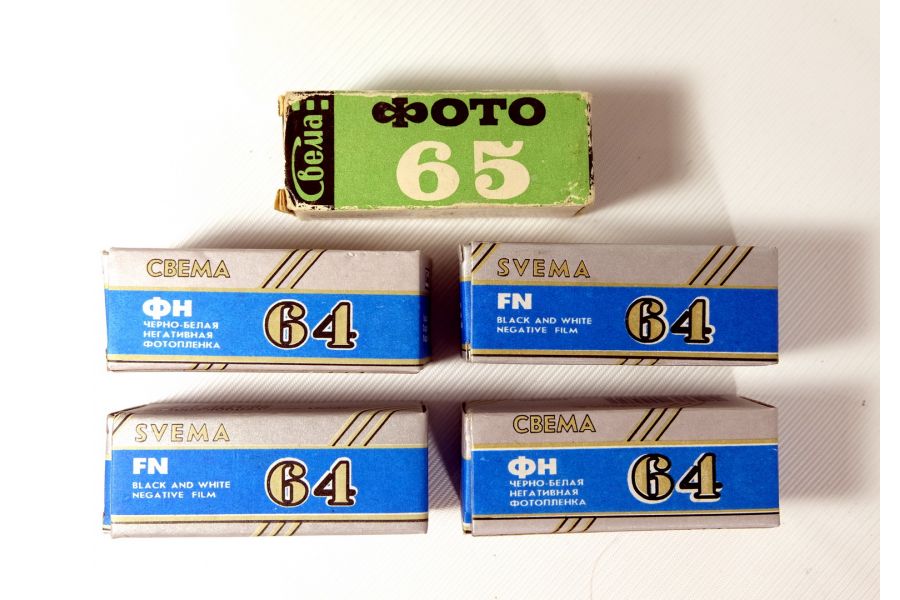 Свема
ФОТО
65
СВЕМА
ФН
ЧЕРНО-БЕЛАЯ
НЕГАТИВНАЯ
ФОТОПЛЕНКА
64
SVEMA
FN
BLACK AND WHITE
NEGATIVE FILM
64
SVEMA
FN
BLACK AND WHITE
NEGATIVE FILM
64
СВЕМА
ФН
ЧЕРНО-БЕЛАЯ
НЕГАТИВНАЯ
ФОТОПЛЕНКА
64